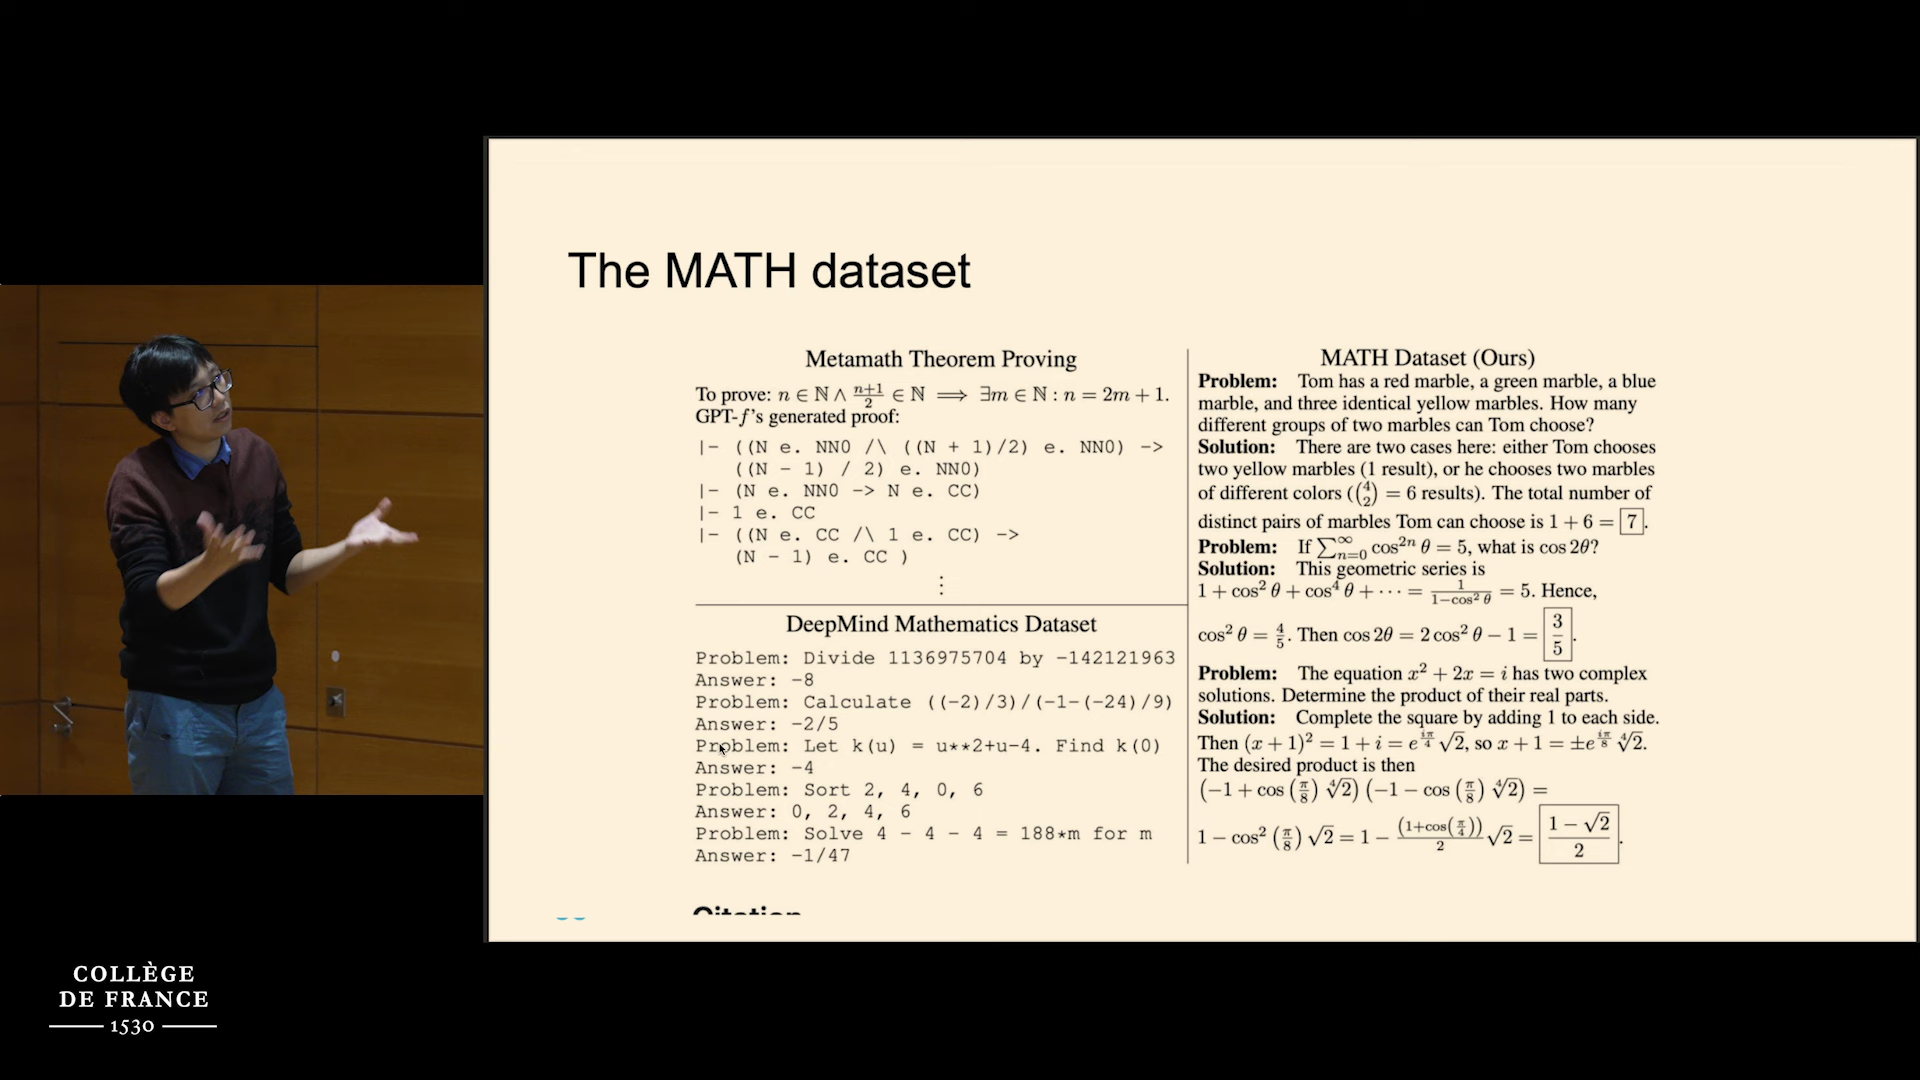 The MATH dataset
Metamath Theorem Proving
To prove: n ∈ ℕ ∧ (n+1)/2 ∈ ℕ ⟹ ∃m ∈ ℕ : n = 2m + 1.
GPT-f's generated proof:
|- ((N e. NN0 /\ ((N + 1)/2) e. NN0) ->
((N - 1) / 2) e. NN0)
|- (N e. NN0 -> N e. CC)
|- 1 e. CC
|- ((N e. CC /\ 1 e. CC) ->
(N - 1) e. CC )
⋮
DeepMind Mathematics Dataset
Problem: Divide 1136975704 by -142121963
Answer: -8
Problem: Calculate ((-2)/3)/(-1-(-24)/9)
Answer: -2/5
Problem: Let k(u) = u**2+u-4. Find k(0)
Answer: -4
Problem: Sort 2, 4, 0, 6
Answer: 0, 2, 4, 6
Problem: Solve 4 - 4 - 4 = 188*m for m
Answer: -1/47
MATH Dataset (Ours)
Problem: Tom has a red marble, a green marble, a blue
marble, and three identical yellow marbles. How many
different groups of two marbles can Tom choose?
Solution: There are two cases here: either Tom chooses
two yellow marbles (1 result), or he chooses two marbles
of different colors ((4 2) = 6 results). The total number of
distinct pairs of marbles Tom can choose is 1 + 6 = 7.
Problem: If ∑_{n=0}^{∞} cos²ⁿ θ = 5, what is cos 2θ?
Solution: This geometric series is
1 + cos² θ + cos⁴ θ + ··· = 1/(1−cos² θ) = 5. Hence,
cos² θ = 4/5. Then cos 2θ = 2 cos² θ − 1 = 3/5.
Problem: The equation x² + 2x = i has two complex
solutions. Determine the product of their real parts.
Solution: Complete the square by adding 1 to each side.
Then (x + 1)² = 1 + i = e^{iπ/4} √2, so x + 1 = ±e^{iπ/8} ∜2.
The desired product is then
(−1 + cos (π/8) ∜2) (−1 − cos (π/8) ∜2) =
1 − cos² (π/8) √2 = 1 − (1+cos(π/4))/2 √2 = (1 − √2)/2.
Citation
COLLÈGE
DE FRANCE
1530